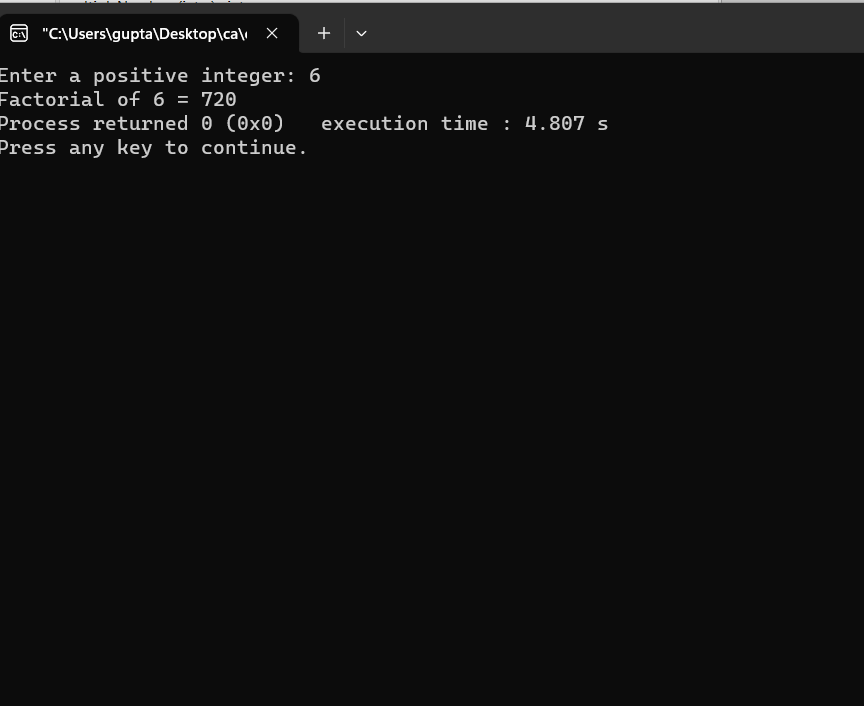 "C:\Users\gupta\Desktop\ca\
Enter a positive integer: 6
Factorial of 6 = 720
Process returned 0 (0x0)   execution time : 4.807 s
Press any key to continue.